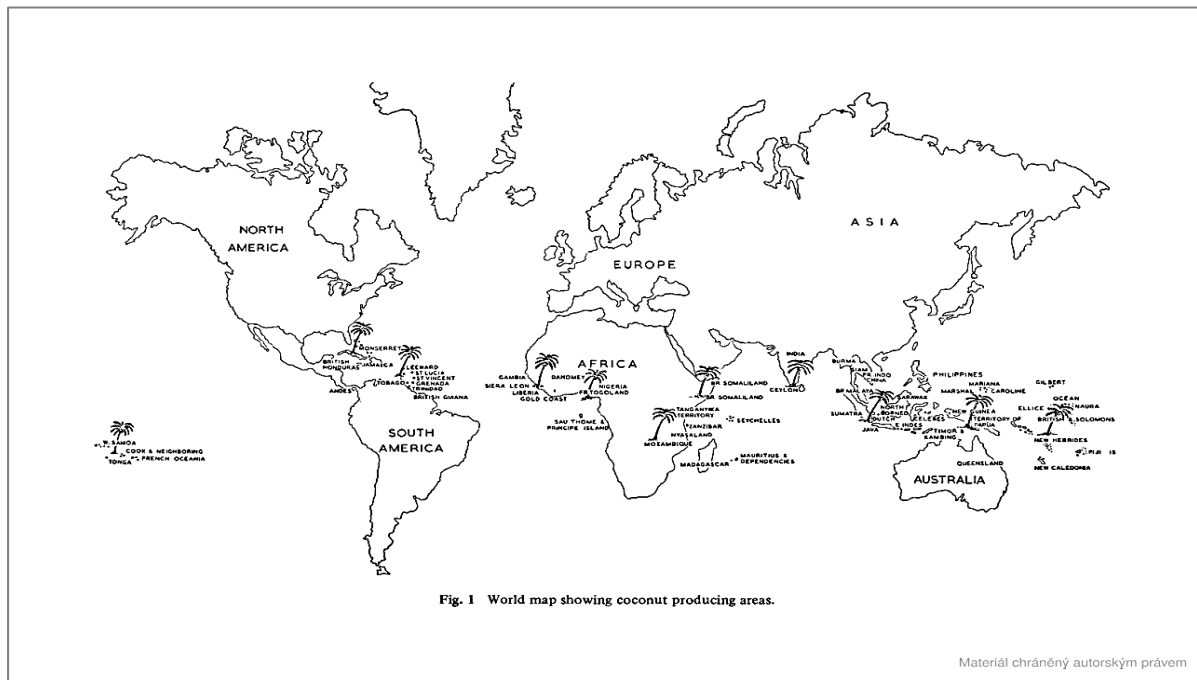 NORTH
AMERICA
EUROPE
ASIA
AFRICA
SOUTH
AMERICA
AUSTRALIA
MONSERRET
BRITISH
HONDURAS
JAMAICA
LEEWARD
ST LUCIA
ST VINCENT
GRENADA
TRINIDAD
TOBAGO
BRITISH GUIANA
ANDES
W. SAMOA
COOK & NEIGHBORING
TONGA
FRENCH OCEANIA
GAMBIA
SIERA LEON
LIBERIA
GOLD COAST
DAHOMEY
NIGERIA
FR TOGOLAND
SAU THOME &
PRINCIPE ISLAND
BR SOMALILAND
BR SOMALILAND
TANGANYIKA
TERRITORY
ZANZIBAR
NYASALAND
MOZAMBIQUE
SEYCHELLES
MADAGASCAR
MAURITIUS &
DEPENDENCIES
INDIA
CEYLON
BURMA
SIAM
FR. INDO
CHINA
PHILIPPINES
BR MALAYA
SARAWAK
NORTH
BORNEO
SUMATRA
DUTCH
E INDES
JAVA
CELEBES
TIMOR &
MARIANA
MARSHAL
CAROLINE
NEW GUINEA
TERRITORY OF
PAPUA
GILBERT
OCEAN
NAURA
ELLICE
BRITISH
SOLOMONS
NEW HEBRIDES
FIJI IS
NEW CALEDONIA
QUEENSLAND
Fig. 1 World map showing coconut producing areas.
Materiál chráněný autorským právem